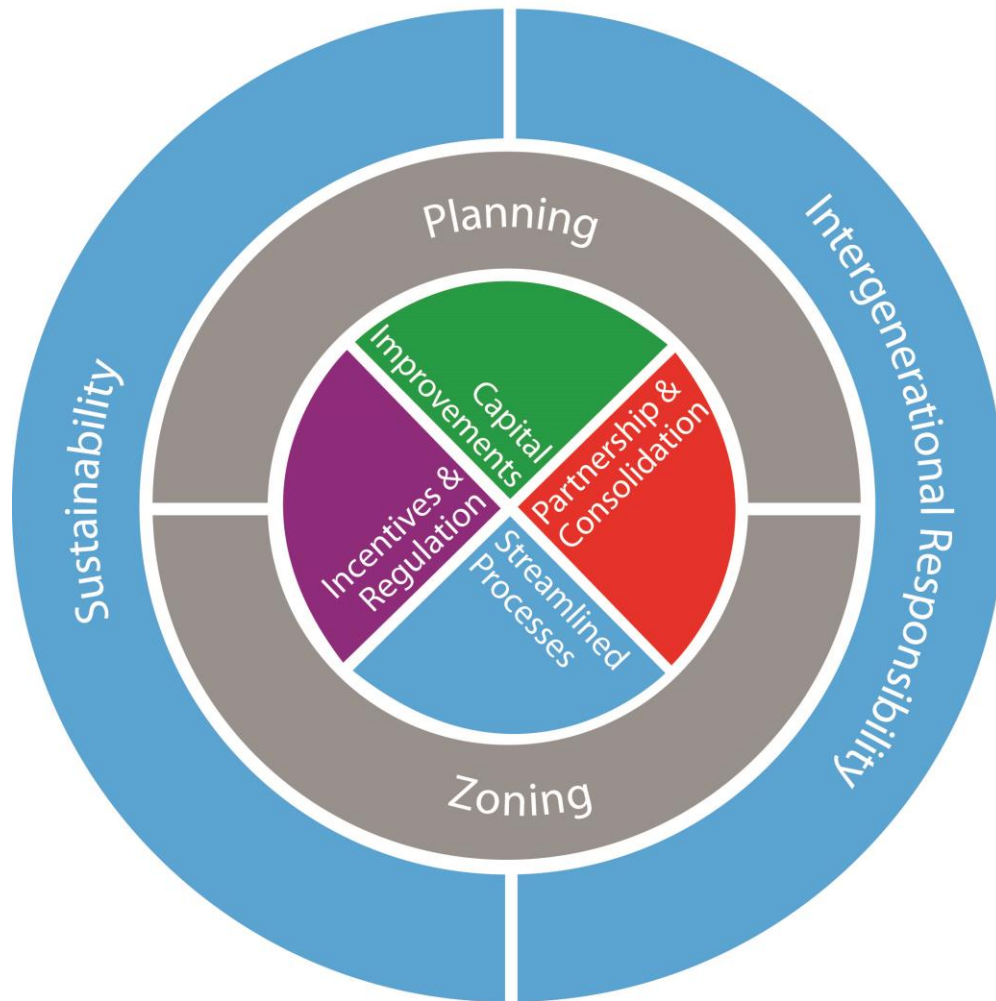 Planning
Intergenerational Responsibility
Sustainability
Capital
Improvements
Partnership &
Consolidation
Incentives &
Regulation
Streamlined
Processes
Zoning